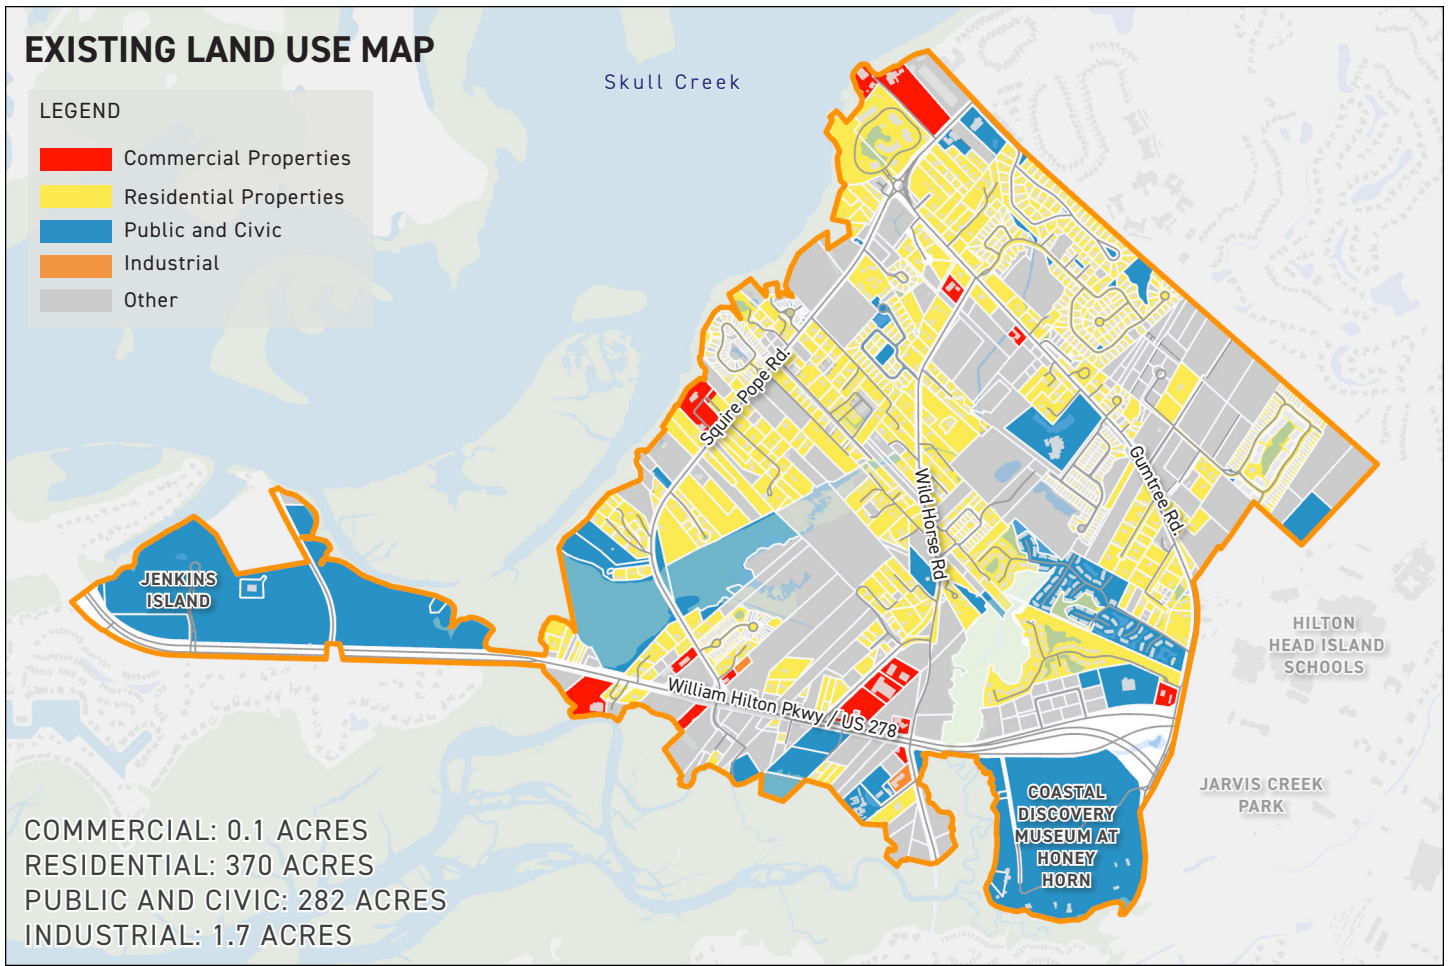 EXISTING LAND USE MAP
LEGEND
Commercial Properties
Residential Properties
Public and Civic
Industrial
Other
Skull Creek
Squire Pope Rd.
Wild Horse Rd
Gumtree Rd.
JENKINS
ISLAND
William Hilton Pkwy / US 278
HILTON
HEAD ISLAND
SCHOOLS
JARVIS CREEK
PARK
COASTAL
DISCOVERY
MUSEUM AT
HONEY
HORN
COMMERCIAL: 0.1 ACRES
RESIDENTIAL: 370 ACRES
PUBLIC AND CIVIC: 282 ACRES
INDUSTRIAL: 1.7 ACRES